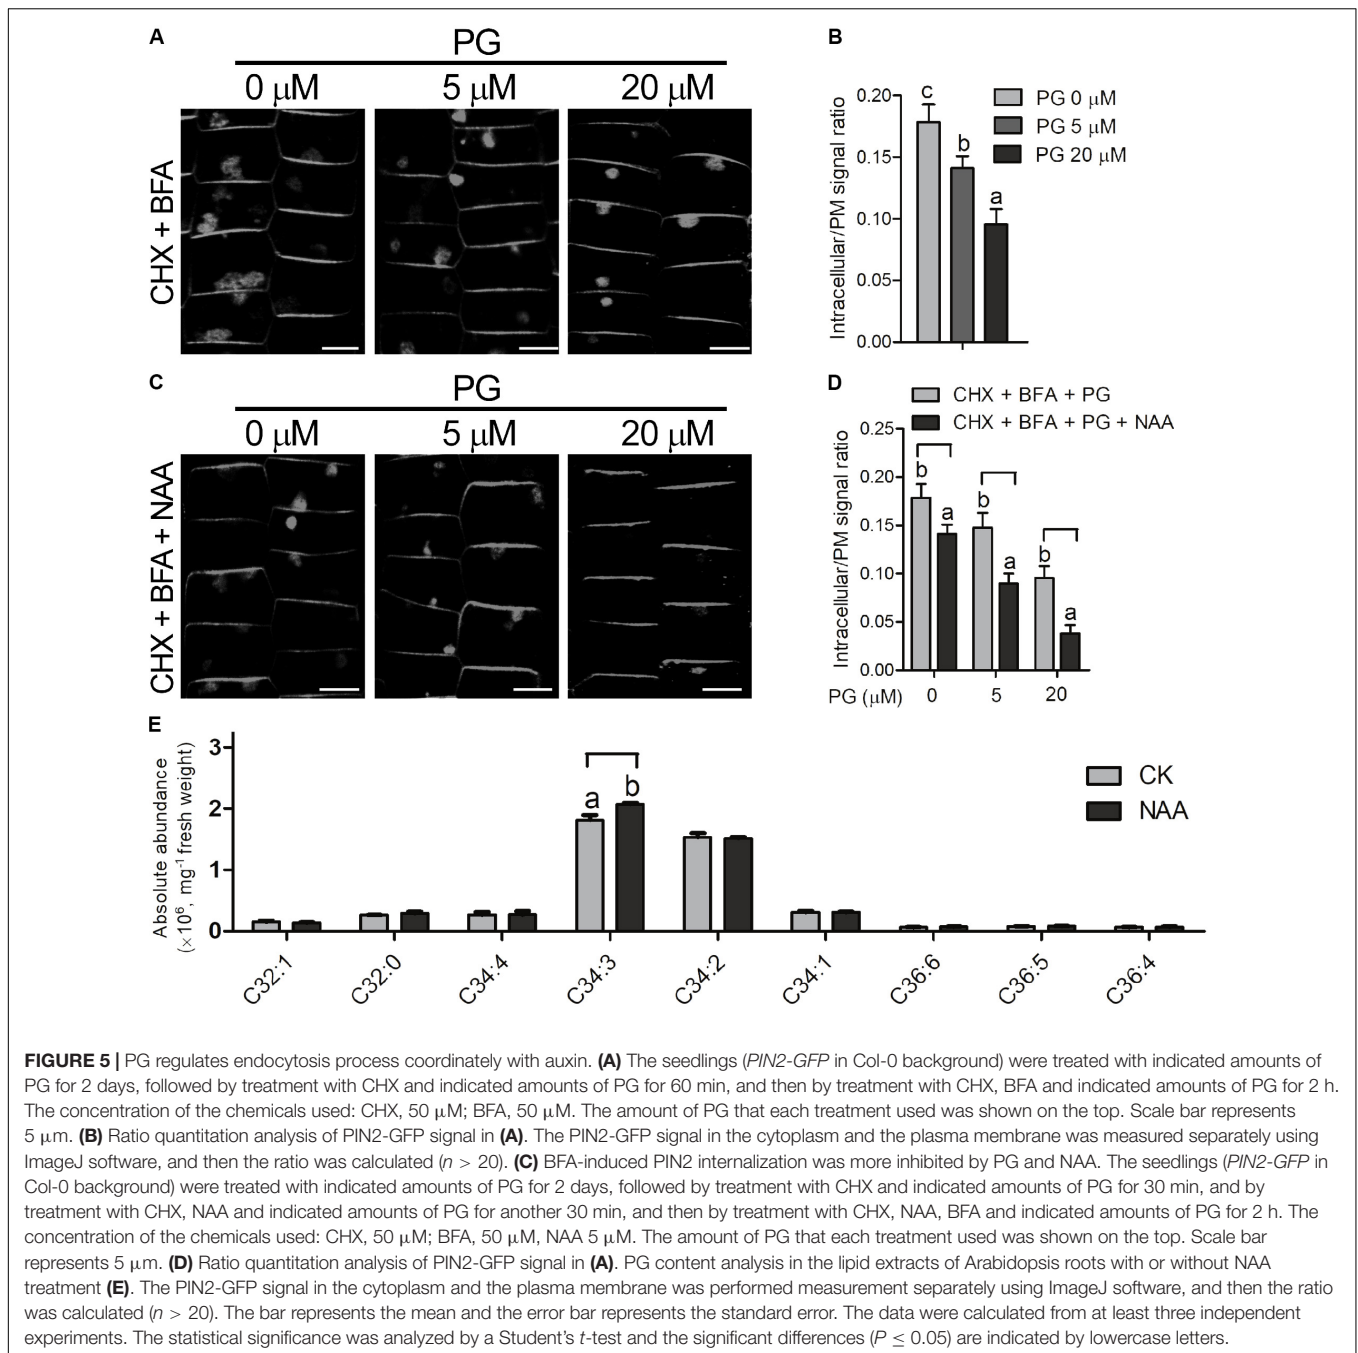 A
PG
0 μM 5 μM 20 μM
CHX + BFA
B
Intracellular/PM signal ratio
0.20
0.15
0.10
0.05
0.00
c
b
a
PG 0 μM
PG 5 μM
PG 20 μM
C
PG
0 μM 5 μM 20 μM
CHX + BFA + NAA
D
CHX + BFA + PG
CHX + BFA + PG + NAA
Intracellular/PM signal ratio
0.25
0.20
0.15
0.10
0.05
0.00
b
a
b
a
b
a
PG (μM) 0 5 20
E
Absolute abundance
(×10⁶, mg⁻¹ fresh weight)
3
2
1
0
a
b
CK
NAA
C32:1 C32:0 C34:4 C34:3 C34:2 C34:1 C36:6 C36:5 C36:4
FIGURE 5 | PG regulates endocytosis process coordinately with auxin. (A) The seedlings (PIN2-GFP in Col-0 background) were treated with indicated amounts of
PG for 2 days, followed by treatment with CHX and indicated amounts of PG for 60 min, and then by treatment with CHX, BFA and indicated amounts of PG for 2 h.
The concentration of the chemicals used: CHX, 50 μM; BFA, 50 μM. The amount of PG that each treatment used was shown on the top. Scale bar represents
5 μm. (B) Ratio quantitation analysis of PIN2-GFP signal in (A). The PIN2-GFP signal in the cytoplasm and the plasma membrane was measured separately using
ImageJ software, and then the ratio was calculated (n > 20). (C) BFA-induced PIN2 internalization was more inhibited by PG and NAA. The seedlings (PIN2-GFP in
Col-0 background) were treated with indicated amounts of PG for 2 days, followed by treatment with CHX and indicated amounts of PG for 30 min, and by
treatment with CHX, NAA and indicated amounts of PG for another 30 min, and then by treatment with CHX, NAA, BFA and indicated amounts of PG for 2 h. The
concentration of the chemicals used: CHX, 50 μM; BFA, 50 μM, NAA 5 μM. The amount of PG that each treatment used was shown on the top. Scale bar
represents 5 μm. (D) Ratio quantitation analysis of PIN2-GFP signal in (A). PG content analysis in the lipid extracts of Arabidopsis roots with or without NAA
treatment (E). The PIN2-GFP signal in the cytoplasm and the plasma membrane was performed measurement separately using ImageJ software, and then the ratio
was calculated (n > 20). The bar represents the mean and the error bar represents the standard error. The data were calculated from at least three independent
experiments. The statistical significance was analyzed by a Student's t-test and the significant differences (P ≤ 0.05) are indicated by lowercase letters.